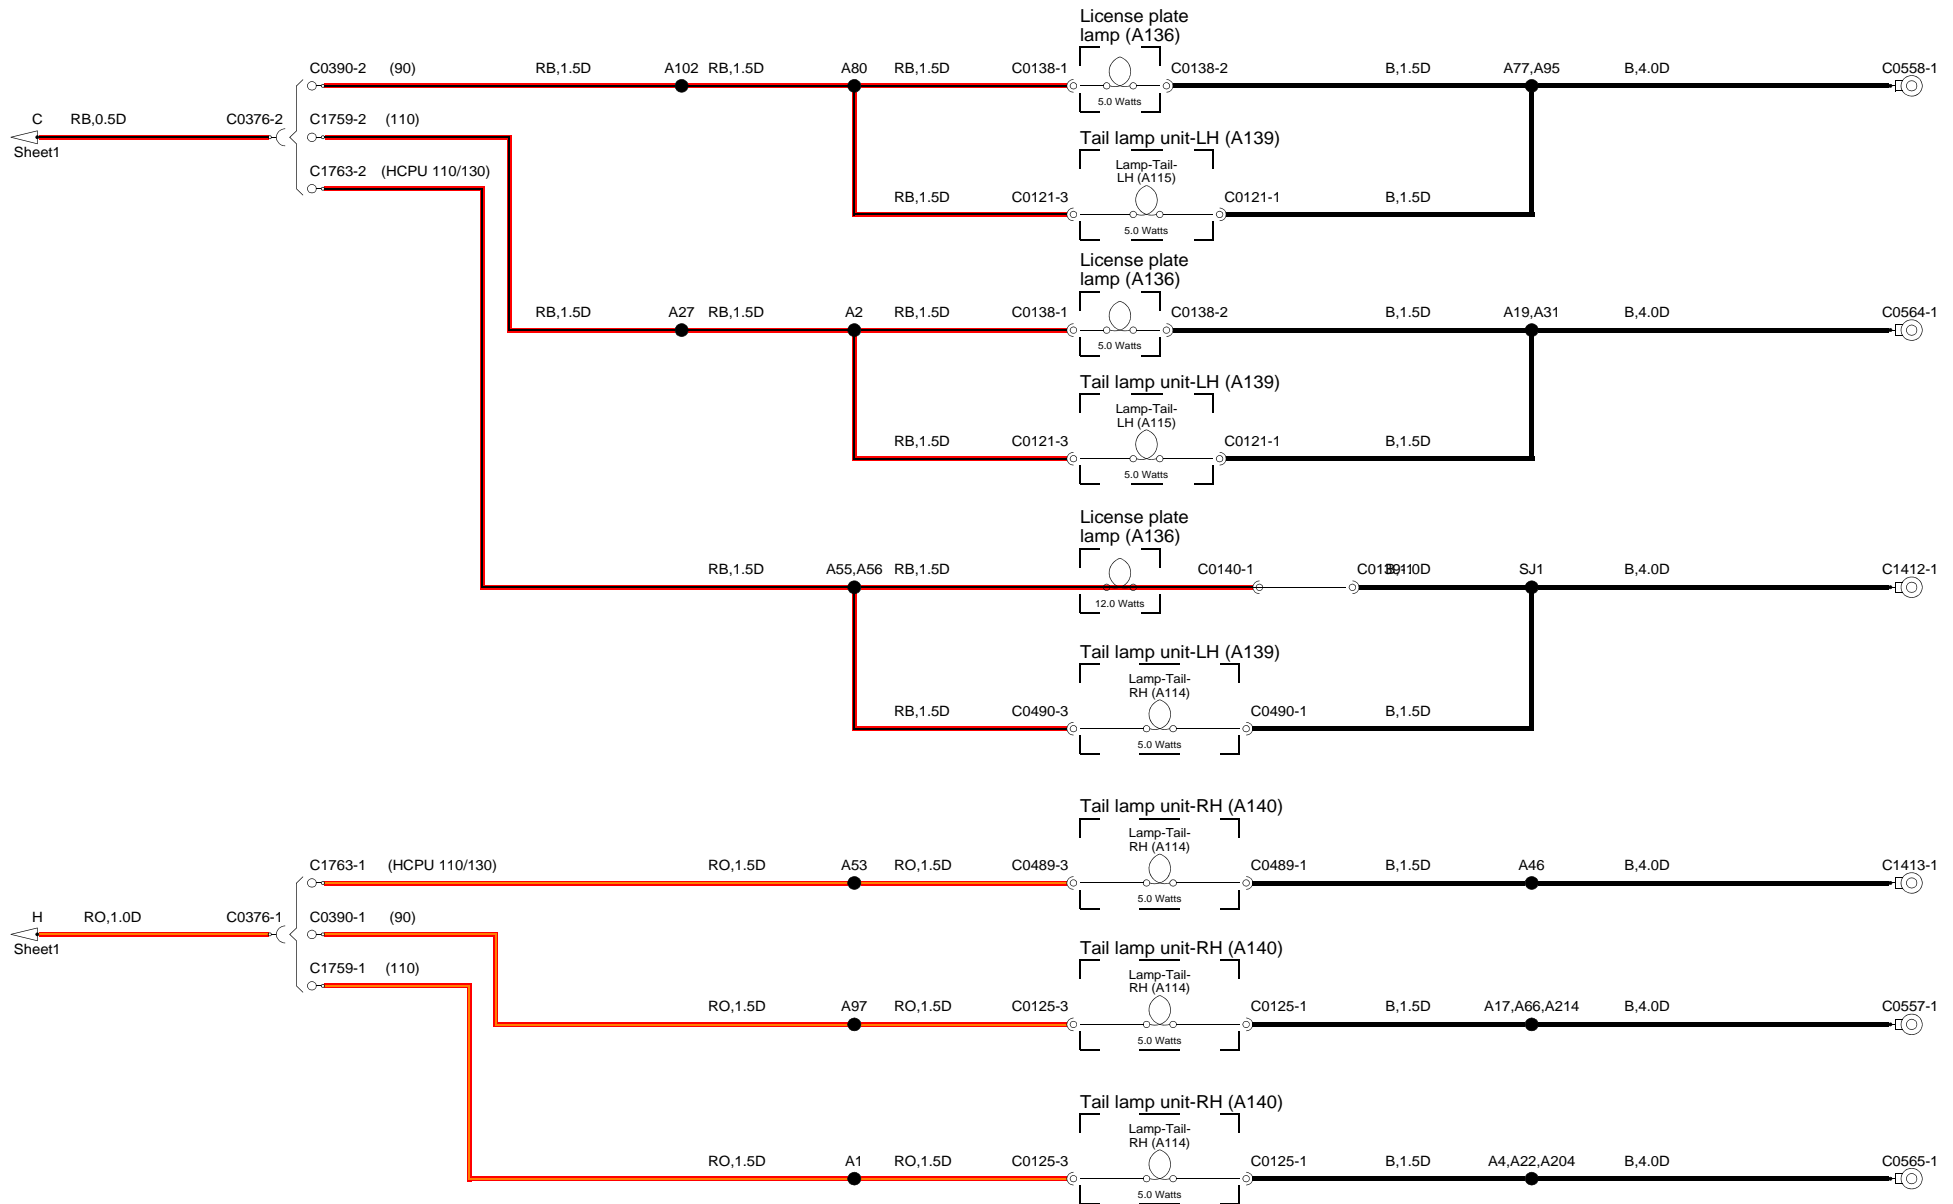 License plate
lamp (A136)
C0390-2 (90) RB,1.5D A102 RB,1.5D A80 RB,1.5D C0138-1 C0138-2 B,1.5D A77,A95 B,4.0D C0558-1
5.0 Watts
C RB,0.5D C0376-2 C1759-2 (110)
Sheet1
Tail lamp unit-LH (A139)
Lamp-Tail-
LH (A115)
C1763-2 (HCPU 110/130)
RB,1.5D C0121-3 C0121-1 B,1.5D
5.0 Watts
License plate
lamp (A136)
RB,1.5D A27 RB,1.5D A2 RB,1.5D C0138-1 C0138-2 B,1.5D A19,A31 B,4.0D C0564-1
5.0 Watts
Tail lamp unit-LH (A139)
Lamp-Tail-
LH (A115)
RB,1.5D C0121-3 C0121-1 B,1.5D
5.0 Watts
License plate
lamp (A136)
RB,1.5D A55,A56 RB,1.5D C0140-1 SJ1 B,4.0D C1412-1
12.0 Watts
Tail lamp unit-LH (A139)
Lamp-Tail-
RH (A114)
RB,1.5D C0490-3 C0490-1 B,1.5D
5.0 Watts
Tail lamp unit-RH (A140)
Lamp-Tail-
RH (A114)
C1763-1 (HCPU 110/130) RO,1.5D A53 RO,1.5D C0489-3 C0489-1 B,1.5D A46 B,4.0D C1413-1
5.0 Watts
H RO,1.0D C0376-1 C0390-1 (90)
Sheet1
Tail lamp unit-RH (A140)
Lamp-Tail-
RH (A114)
C1759-1 (110)
RO,1.5D A97 RO,1.5D C0125-3 C0125-1 B,1.5D A17,A66,A214 B,4.0D C0557-1
5.0 Watts
Tail lamp unit-RH (A140)
Lamp-Tail-
RH (A114)
RO,1.5D A1 RO,1.5D C0125-3 C0125-1 B,1.5D A4,A22,A204 B,4.0D C0565-1
5.0 Watts